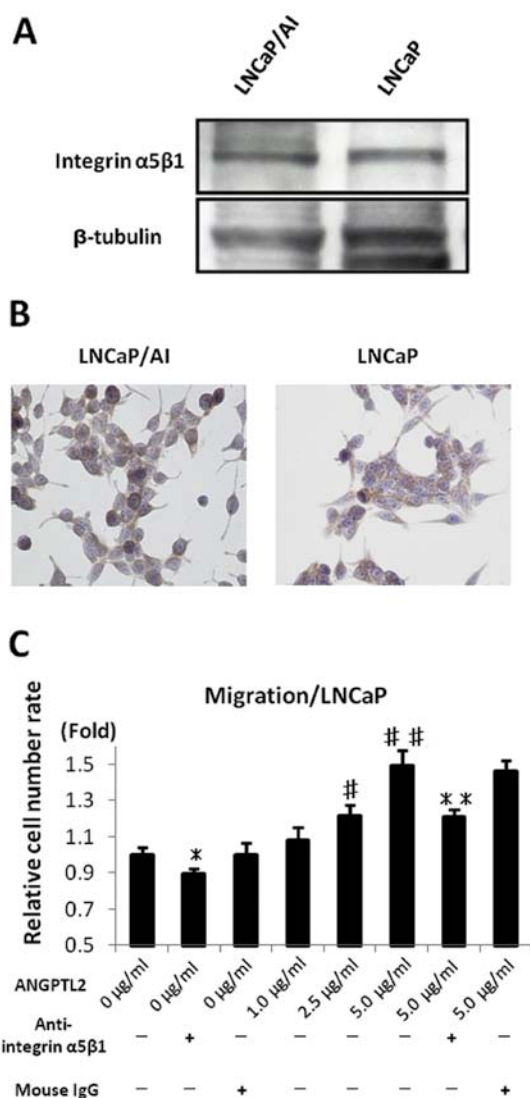 A
LNCaP/AI LNCaP
Integrin α5β1
β-tubulin
B
LNCaP/AI LNCaP
C
Migration/LNCaP
(Fold)
Relative cell number rate
# #
1.5
#
* *
1.3
1.1
*
0.9
0.7
0.5
ANGPTL2 0 μg/ml 0 μg/ml 0 μg/ml 1.0 μg/ml 2.5 μg/ml 5.0 μg/ml 5.0 μg/ml 5.0 μg/ml
Anti-
integrin α5β1 – + – – – – + –
Mouse IgG – – + – – – – +